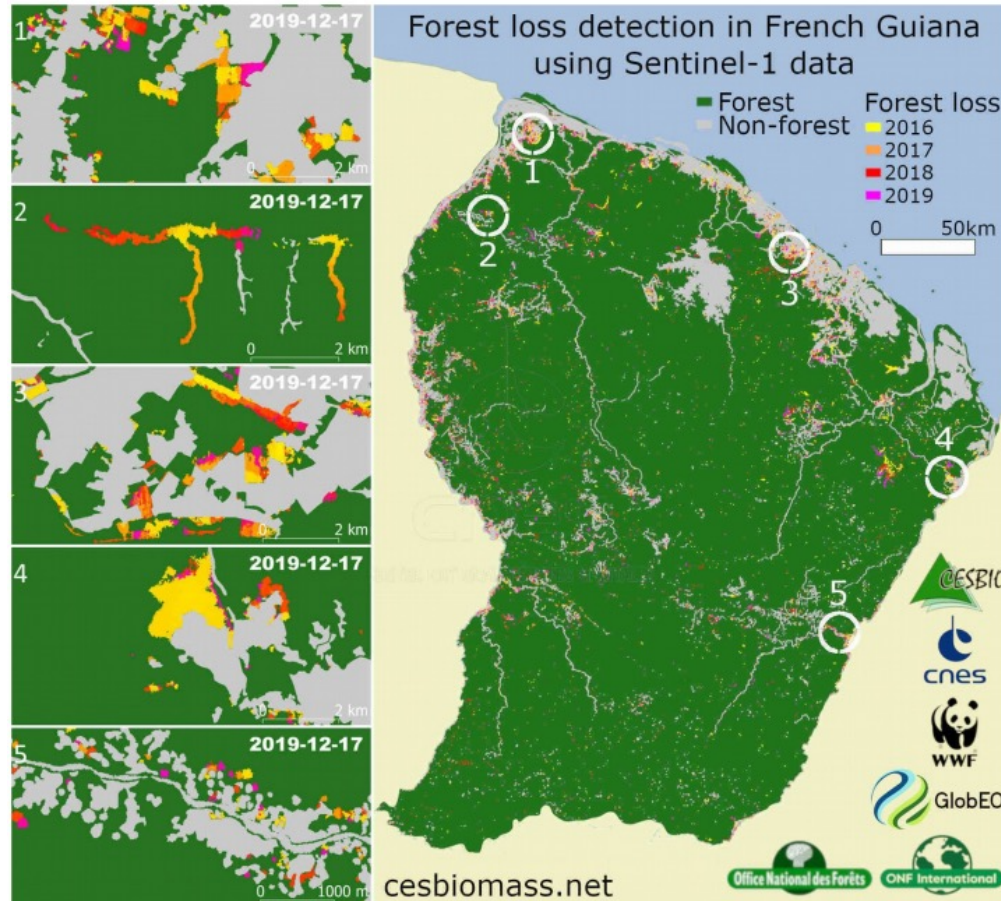 Forest loss detection in French Guiana
using Sentinel-1 data
Forest
Non-forest
Forest loss
2016
2017
2018
2019
0 50km
1
2
3
4
5
1
2019-12-17
0 2 km
2
2019-12-17
0 2 km
3
2019-12-17
0 2 km
4
2019-12-17
0 2 km
5
2019-12-17
0 1000 m
CESBIO
cnes
WWF
GlobEO
Office National des Forêts
ONF International
cesbiomass.net